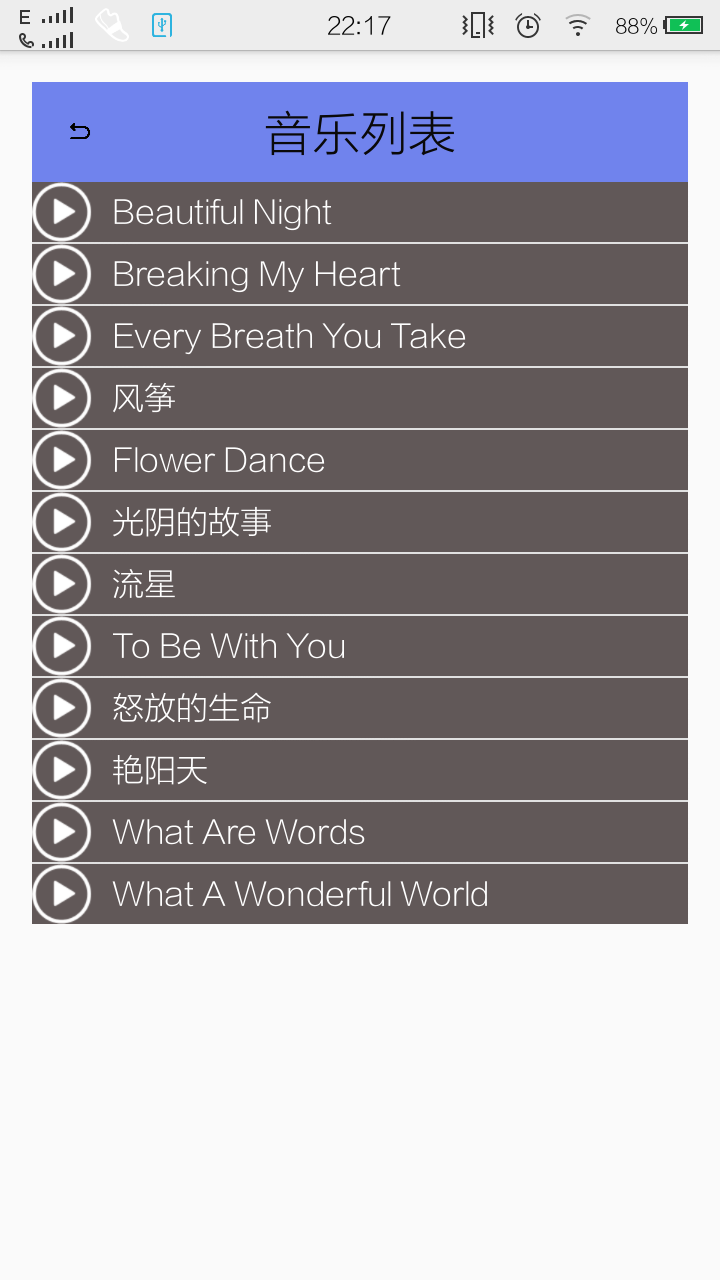 E
22:17
88%
音乐列表
Beautiful Night
Breaking My Heart
Every Breath You Take
风筝
Flower Dance
光阴的故事
流星
To Be With You
怒放的生命
艳阳天
What Are Words
What A Wonderful World